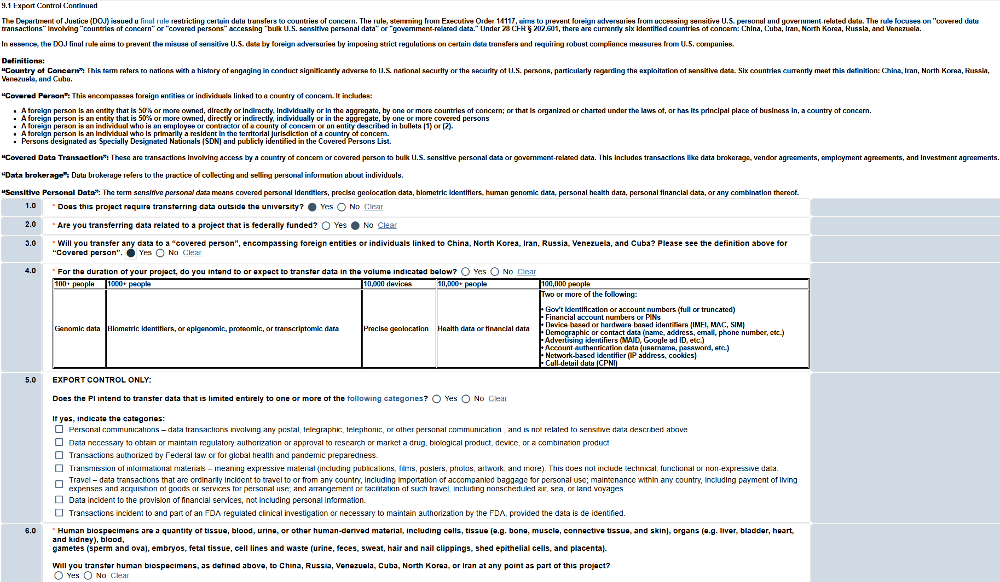 9.1 Export Control Continued
The Department of Justice (DOJ) issued a final rule restricting certain data transfers to countries of concern. The rule, stemming from Executive Order 14117, aims to prevent foreign adversaries from accessing sensitive U.S. personal and government-related data. The rule focuses on "covered data
transactions" involving "countries of concern" or "covered persons" accessing "bulk U.S. sensitive personal data" or "government-related data." Under 28 CFR § 202.601, there are currently six identified countries of concern: China, Cuba, Iran, North Korea, Russia, and Venezuela.
In essence, the DOJ final rule aims to prevent the misuse of sensitive U.S. data by foreign adversaries by imposing strict regulations on certain data transfers and requiring robust compliance measures from U.S. companies.
Definitions:
“Country of Concern”: This term refers to nations with a history of engaging in conduct significantly adverse to U.S. national security or the security of U.S. persons, particularly regarding the exploitation of sensitive data. Six countries currently meet this definition: China, Iran, North Korea, Russia,
Venezuela, and Cuba.
“Covered Person”: This encompasses foreign entities or individuals linked to a country of concern. It includes:
▪ A foreign person is an entity that is 50% or more owned, directly or indirectly, individually or in the aggregate, by one or more countries of concern; or that is organized or charted under the laws of, or has its principal place of business in, a country of concern.
▪ A foreign person is an entity that is 50% or more owned, directly or indirectly, individually or in the aggregate, by one or more covered persons
▪ A foreign person is an individual who is an employee or contractor of a county of concern or an entity described in bullets (1) or (2).
▪ A foreign person is an individual who is primarily a resident in the territorial jurisdiction of a country of concern.
▪ Persons designated as Specially Designated Nationals (SDN) and publicly identified in the Covered Persons List.
“Covered Data Transaction”: These are transactions involving access by a country of concern or covered person to bulk U.S. sensitive personal data or government-related data. This includes transactions like data brokerage, vendor agreements, employment agreements, and investment agreements.
“Data brokerage”: Data brokerage refers to the practice of collecting and selling personal information about individuals.
“Sensitive Personal Data”: The term sensitive personal data means covered personal identifiers, precise geolocation data, biometric identifiers, human genomic data, personal health data, personal financial data, or any combination thereof.
1.0 * Does this project require transferring data outside the university? Yes No Clear
2.0 * Are you transferring data related to a project that is federally funded? Yes No Clear
3.0 * Will you transfer any data to a “covered person”, encompassing foreign entities or individuals linked to China, North Korea, Iran, Russia, Venezuela, and Cuba? Please see the definition above for
“Covered person”. Yes No Clear
4.0 * For the duration of your project, do you intend to or expect to transfer data in the volume indicated below? Yes No Clear
100+ people 1000+ people 10,000 devices 10,000+ people 100,000 people
Genomic data Biometric identifiers, or epigenomic, proteomic, or transcriptomic data Precise geolocation Health data or financial data
Two or more of the following:
• Gov’t identification or account numbers (full or truncated)
• Financial account numbers or PINs
• Device-based or hardware-based identifiers (IMEI, MAC, SIM)
• Demographic or contact data (name, address, email, phone number, etc.)
• Advertising identifiers (MAID, Google ad ID, etc.)
• Account-authentication data (username, password, etc.)
• Network-based identifier (IP address, cookies)
• Call-detail data (CPNI)
5.0 EXPORT CONTROL ONLY:
Does the PI intend to transfer data that is limited entirely to one or more of the following categories? Yes No Clear
If yes, indicate the categories:
Personal communications – data transactions involving any postal, telegraphic, telephonic, or other personal communication., and is not related to sensitive data described above.
Data necessary to obtain or maintain regulatory authorization or approval to research or market a drug, biological product, device, or a combination product
Transactions authorized by Federal law or for global health and pandemic preparedness.
Transmission of informational materials – meaning expressive material (including publications, films, posters, photos, artwork, and more). This does not include technical, functional or non-expressive data.
Travel – data transactions that are ordinarily incident to travel to or from any country, including importation of accompanied baggage for personal use; maintenance within any country, including payment of living
expenses and acquisition of goods or services for personal use; and arrangement or facilitation of such travel, including nonscheduled air, sea, or land voyages.
Data incident to the provision of financial services, not including personal information.
Transactions incident to and part of an FDA-regulated clinical investigation or necessary to maintain authorization by the FDA, provided the data is de-identified.
6.0 * Human biospecimens are a quantity of tissue, blood, urine, or other human-derived material, including cells, tissue (e.g. bone, muscle, connective tissue, and skin), organs (e.g. liver, bladder, heart,
and kidney), blood,
gametes (sperm and ova), embryos, fetal tissue, cell lines and waste (urine, feces, sweat, hair and nail clippings, shed epithelial cells, and placenta).
Will you transfer human biospecimens, as defined above, to China, Russia, Venezuela, Cuba, North Korea, or Iran at any point as part of this project?
Yes No Clear